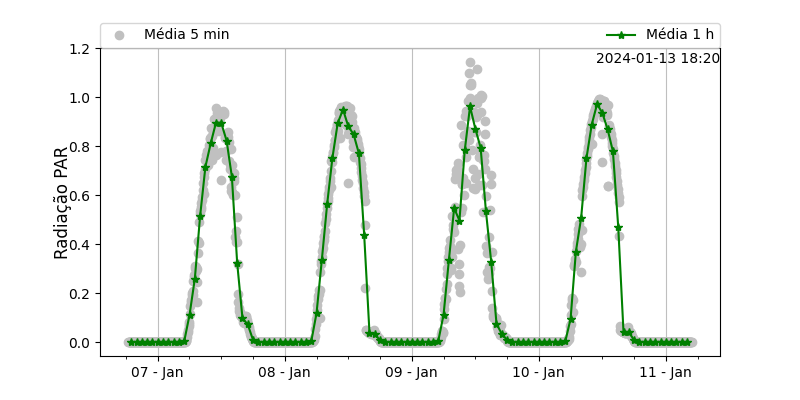 Média 5 min
Média 1 h
2024-01-13 18:20
Radiação PAR
1.2
1.0
0.8
0.6
0.4
0.2
0.0
07 - Jan
08 - Jan
09 - Jan
10 - Jan
11 - Jan